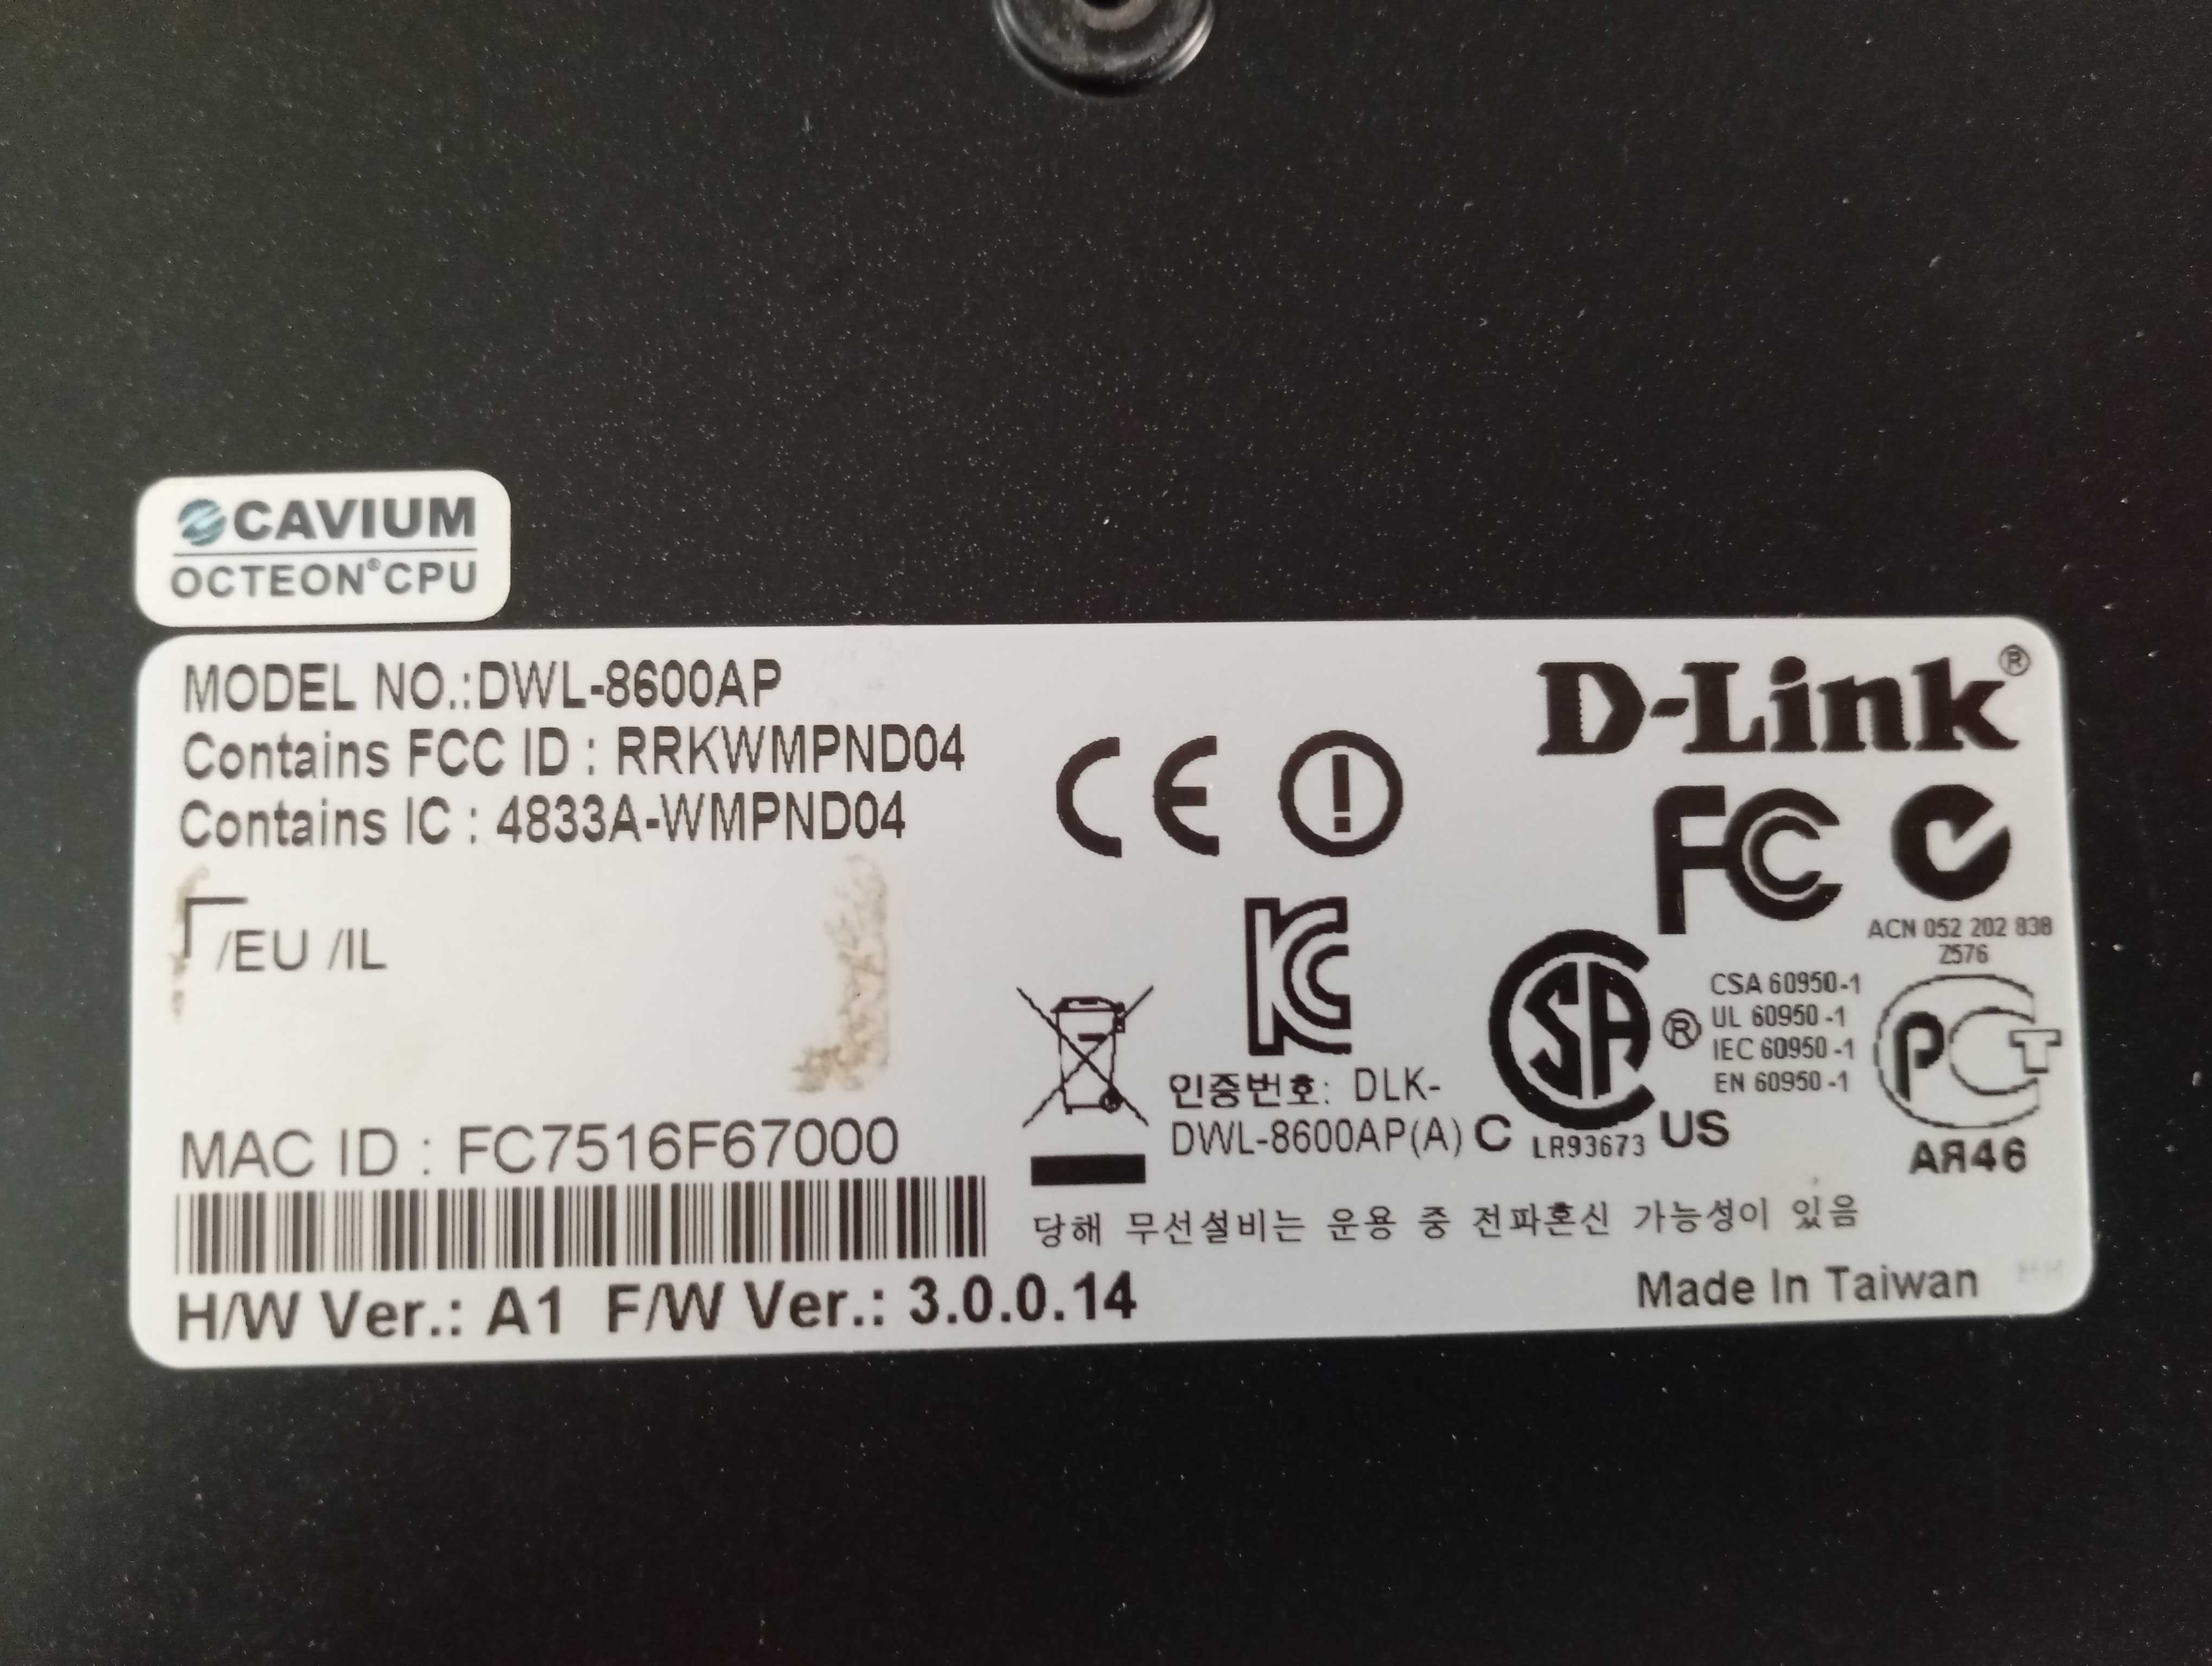 CAVIUM
OCTEON® CPU
MODEL NO.:DWL-8600AP
Contains FCC ID : RRKWMPND04
Contains IC : 4833A-WMPND04
/EU /IL
MAC ID : FC7516F67000
H/W Ver.: A1 F/W Ver.: 3.0.0.14
D-Link®
CE
FC
ACN 052 202 838
Z576
KC
인증번호: DLK-
DWL-8600AP(A)
SA ®
C LR93673 US
CSA 60950-1
UL 60950-1
IEC 60950-1
EN 60950-1
PCT
АЯ46
당해 무선설비는 운용 중 전파혼신 가능성이 있음
Made In Taiwan